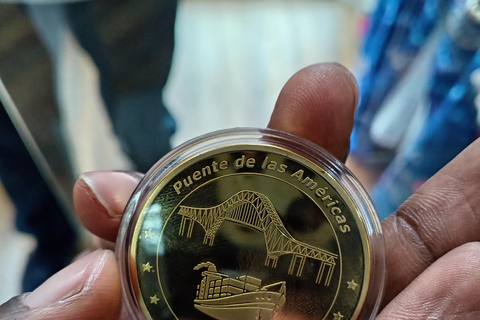 Puente de las Américas